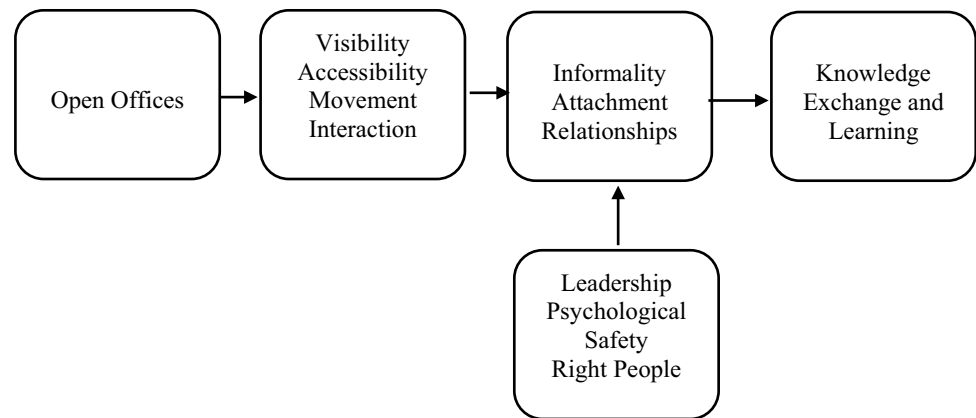 Open Offices
Visibility
Accessibility
Movement
Interaction
Informality
Attachment
Relationships
Knowledge
Exchange and
Learning
Leadership
Psychological
Safety
Right People